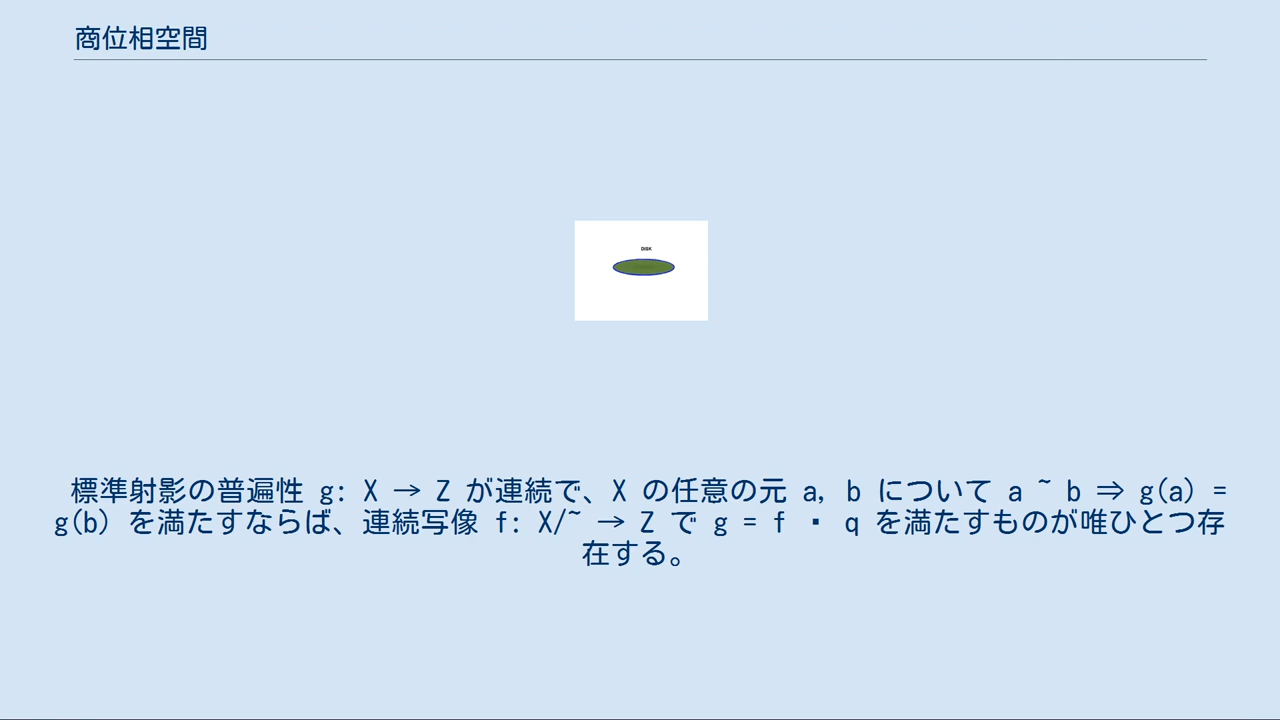 商位相空間
DISK
標準射影の普遍性 g: X → Z が連続で、X の任意の元 a, b について a ~ b ⇒ g(a) =
g(b) を満たすならば、連続写像 f: X/~ → Z で g = f ▪ q を満たすものが唯ひとつ存
在する。